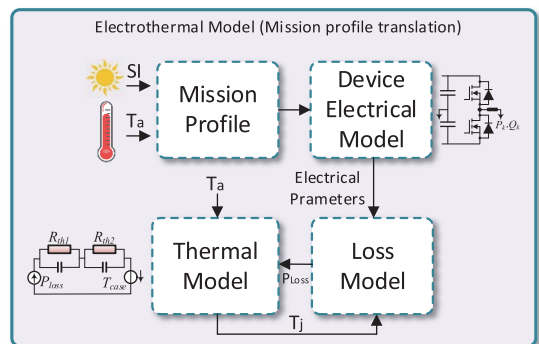 Electrothermal Model (Mission profile translation)
SI
Ta
Mission
Profile
Device
Electrical
Model
Pk,Qk
Electrical
Prameters
Ta
Rth1
Rth2
Ploss
Tcase
Thermal
Model
PLoss
Loss
Model
Tj